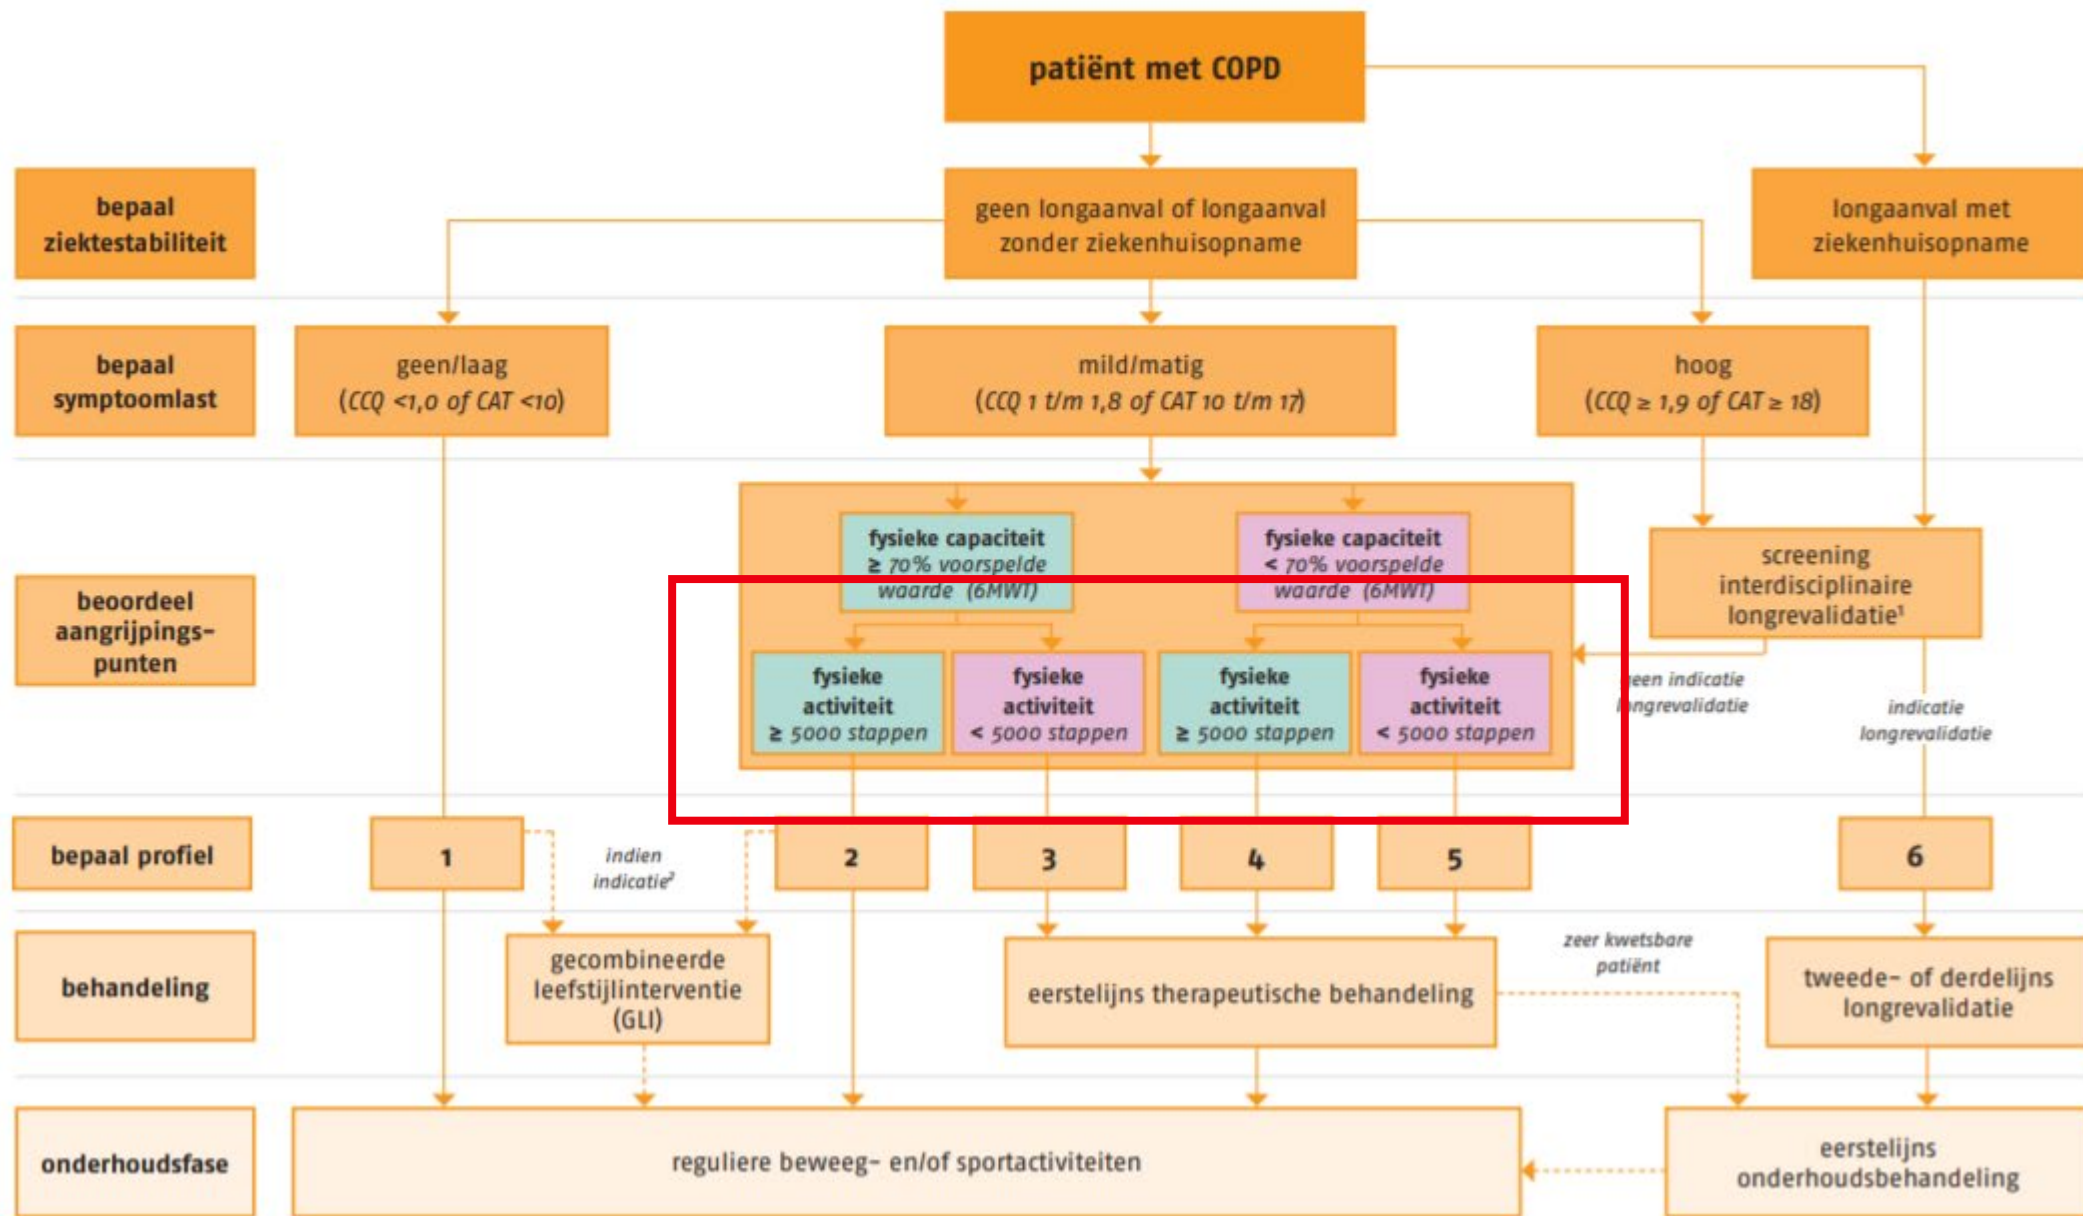 patiënt met COPD
bepaal
ziektestabiliteit
geen longaanval of longaanval
zonder ziekenhuisopname
longaanval met
ziekenhuisopname
bepaal
symptoomlast
geen/laag
(CCQ <1,0 of CAT <10)
mild/matig
(CCQ 1 t/m 1,8 of CAT 10 t/m 17)
hoog
(CCQ ≥ 1,9 of CAT ≥ 18)
beoordeel
aangrijpings-
punten
fysieke capaciteit
≥ 70% voorspelde
waarde (6MWT)
fysieke capaciteit
< 70% voorspelde
waarde (6MWT)
fysieke
activiteit
≥ 5000 stappen
fysieke
activiteit
< 5000 stappen
fysieke
activiteit
≥ 5000 stappen
fysieke
activiteit
< 5000 stappen
screening
interdisciplinaire
longrevalidatie¹
geen indicatie
longrevalidatie
indicatie
longrevalidatie
bepaal profiel
1
indien
indicatie²
2
3
4
5
6
behandeling
gecombineerde
leefstijlinterventie
(GLI)
eerstelijns therapeutische behandeling
zeer kwetsbare
patiënt
tweede- of derdelijns
longrevalidatie
onderhoudsfase
reguliere beweeg- en/of sportactiviteiten
eerstelijns
onderhoudsbehandeling